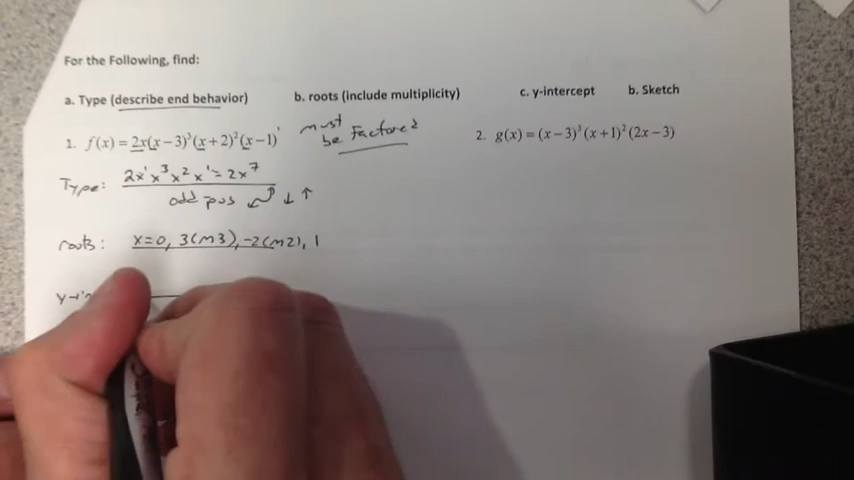 For the Following, find:
a. Type (describe end behavior) b. roots (include multiplicity) c. y-intercept b. Sketch
1. f(x) = 2x(x−3)³(x+2)²(x−1)¹ must be Factored
2. g(x) = (x−3)³(x+1)²(2x−3)
Type: 2x¹x³x²x¹=2x⁷
odd pos ↓ ↑
roots: x=0, 3(m3), -2(m2), 1